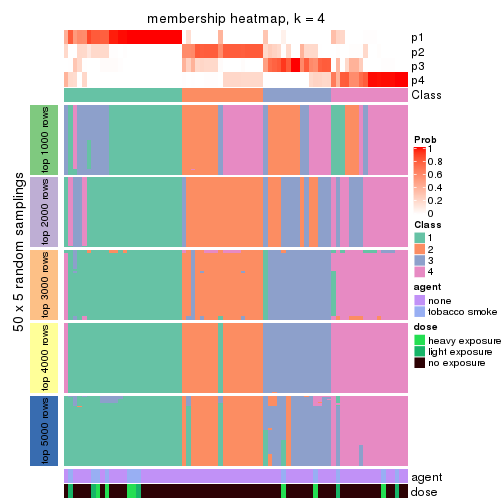 membership heatmap, k = 4
p1
p2
p3
p4
Class
50 x 5 random samplings
top 1000 rows
top 2000 rows
top 3000 rows
top 4000 rows
top 5000 rows
agent
dose
Prob
1
0.8
0.6
0.4
0.2
0
Class
1
2
3
4
agent
none
tobacco smoke
dose
heavy exposure
light exposure
no exposure